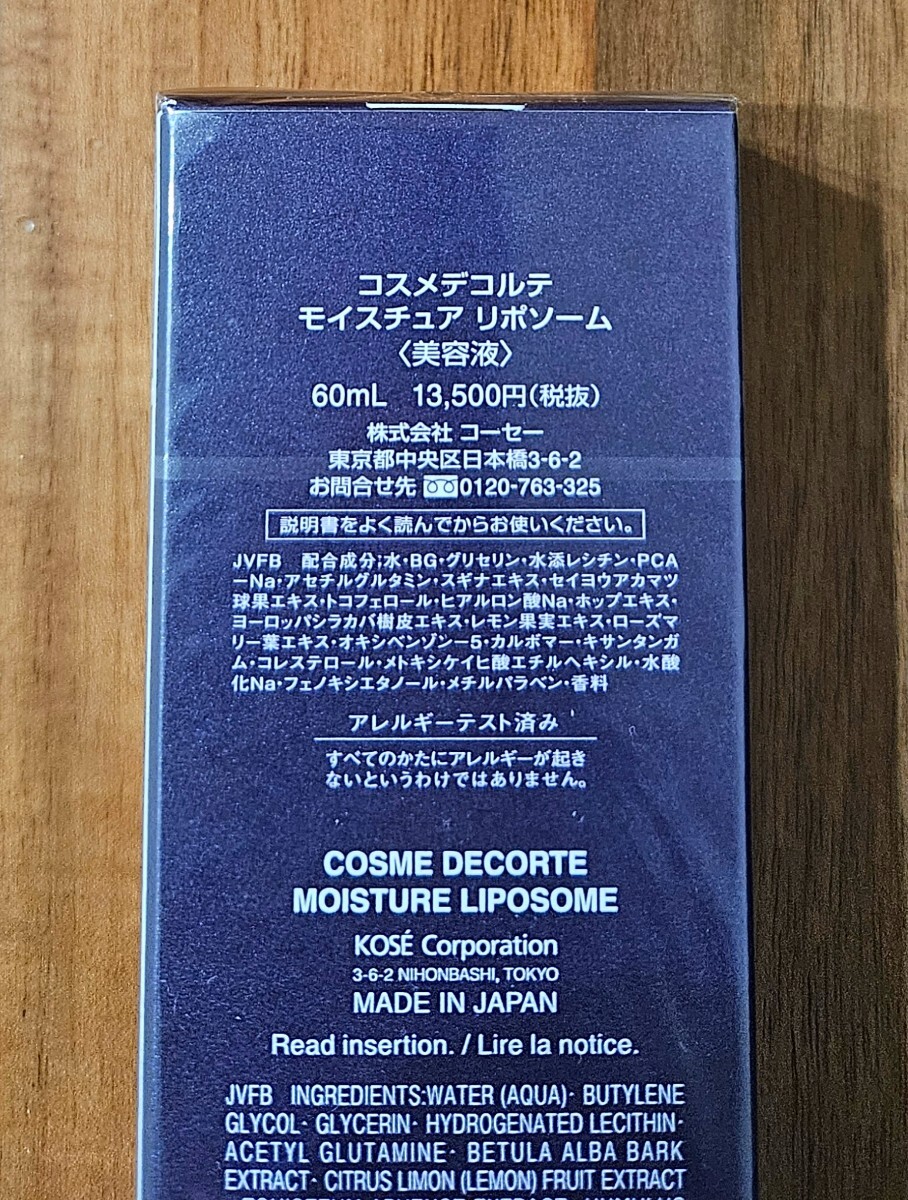 コスメデコルテ
モイスチュア リポソーム
〈美容液〉
60mL 13,500円(税抜)
株式会社 コーセー
東京都中央区日本橋3-6-2
お問合せ先 0120-763-325
説明書をよく読んでからお使いください。
JVFB 配合成分;水・BG・グリセリン・水添レシチン・PCA
ーNa・アセチルグルタミン・スギナエキス・セイヨウアカマツ
球果エキス・トコフェロール・ヒアルロン酸Na・ホップエキス・
ヨーロッパシラカバ樹皮エキス・レモン果実エキス・ローズマ
リー葉エキス・オキシベンゾンー5・カルボマー・キサンタンガ
ム・コレステロール・メトキシケイヒ酸エチルヘキシル・水酸
化Na・フェノキシエタノール・メチルパラベン・香料
アレルギーテスト済み
すべてのかたにアレルギーが起き
ないというわけではありません。
COSME DECORTE
MOISTURE LIPOSOME
KOSÉ Corporation
3-6-2 NIHONBASHI, TOKYO
MADE IN JAPAN
Read insertion. / Lire la notice.
JVFB INGREDIENTS:WATER (AQUA)· BUTYLENE
GLYCOL· GLYCERIN· HYDROGENATED LECITHIN·
ACETYL GLUTAMINE· BETULA ALBA BARK
EXTRACT· CITRUS LIMON (LEMON) FRUIT EXTRACT